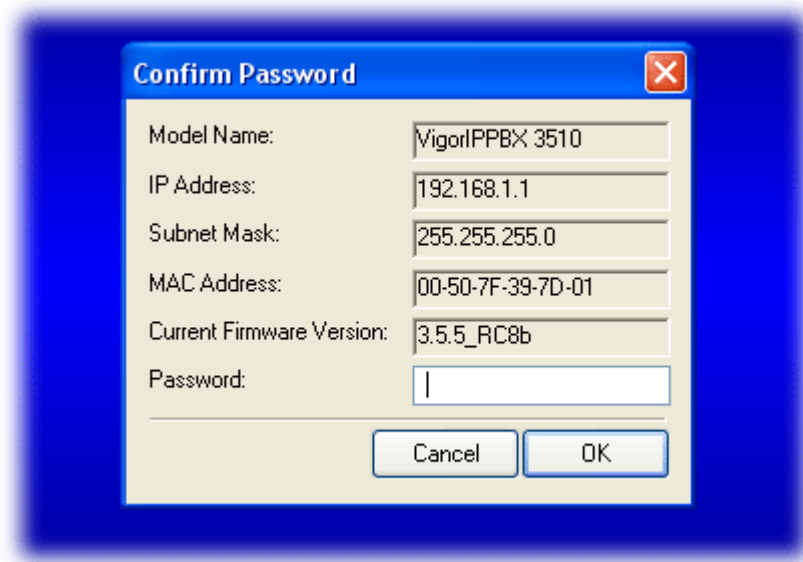 Confirm Password
Model Name: VigorIPPBX 3510
IP Address: 192.168.1.1
Subnet Mask: 255.255.255.0
MAC Address: 00-50-7F-39-7D-01
Current Firmware Version: 3.5.5_RC8b
Password:
Cancel OK